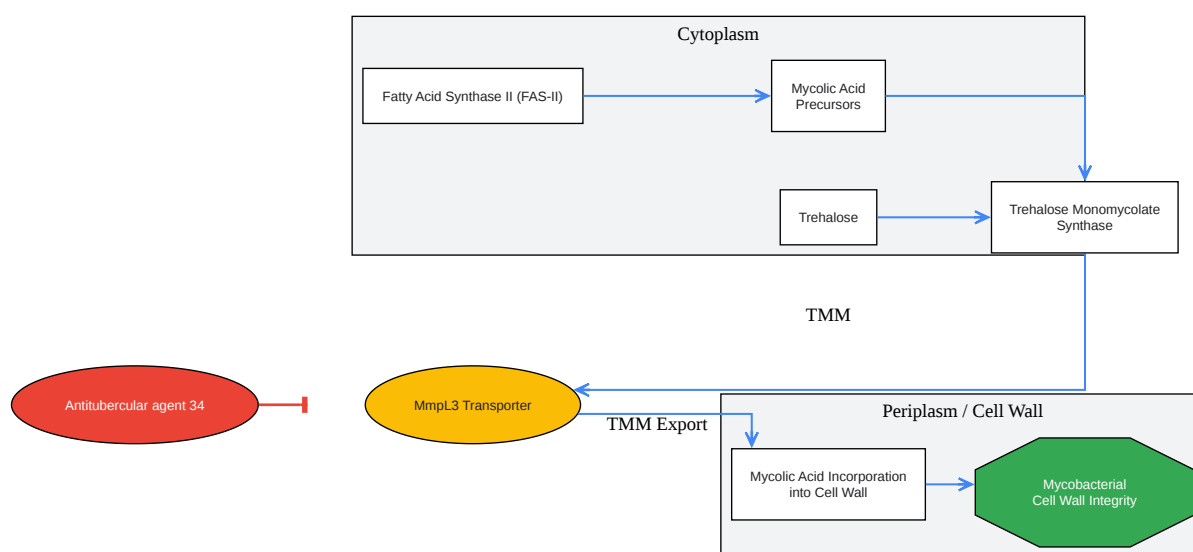 Cytoplasm
Fatty Acid Synthase II (FAS-II)
Mycolic Acid
Precursors
Trehalose
Trehalose Monomycolate
Synthase
TMM
Antitubercular agent 34
MmpL3 Transporter
TMM Export
Periplasm / Cell Wall
Mycolic Acid Incorporation
into Cell Wall
Mycobacterial
Cell Wall Integrity